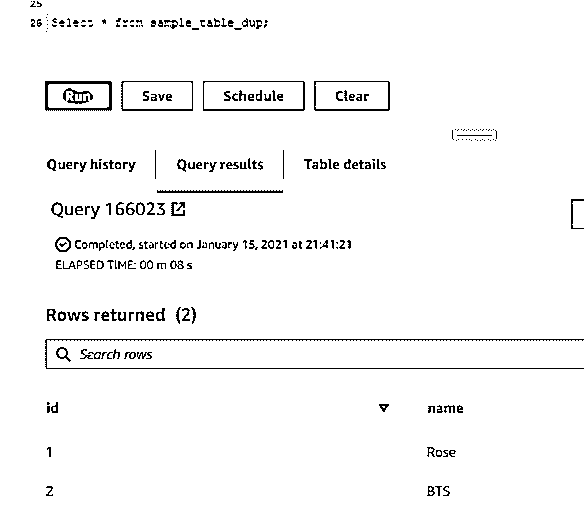 25
26 Select * from sample_table_dup;
Run Save Schedule Clear
Query history Query results Table details
Query 166023
Completed, started on January 15, 2021 at 21:41:21
ELAPSED TIME: 00 m 08 s
Rows returned (2)
Search rows
id name
1 Rose
2 BTS